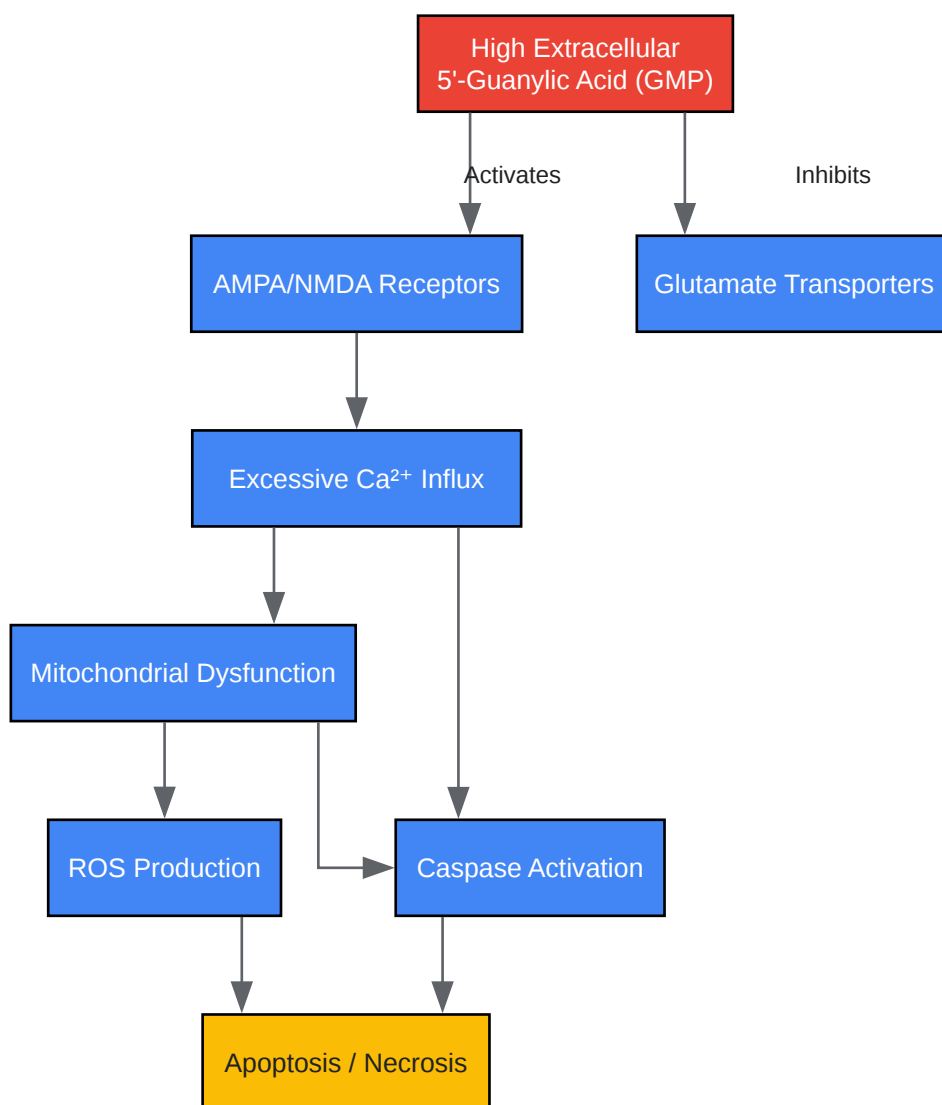 High Extracellular
5'-Guanylic Acid (GMP)
Activates
Inhibits
AMPA/NMDA Receptors
Glutamate Transporters
Excessive Ca²⁺ Influx
Mitochondrial Dysfunction
ROS Production
Caspase Activation
Apoptosis / Necrosis